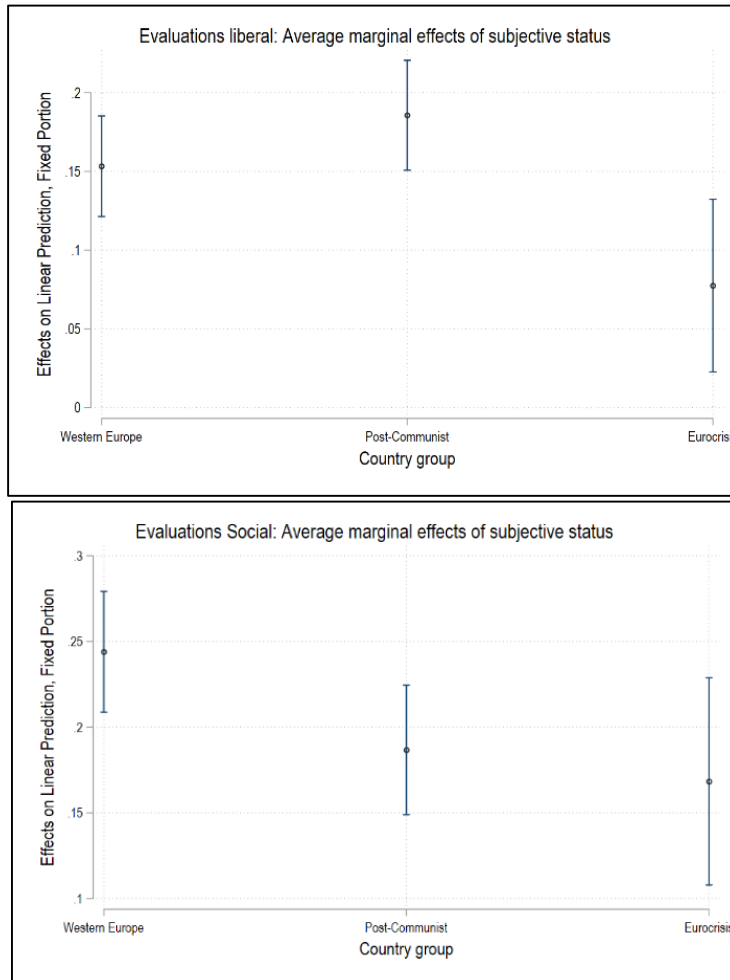 Evaluations liberal: Average marginal effects of subjective status
Effects on Linear Prediction, Fixed Portion
.2
.15
.1
.05
0
Western Europe Post-Communist Eurocrisi
Country group
Evaluations Social: Average marginal effects of subjective status
Effects on Linear Prediction, Fixed Portion
.3
.25
.2
.15
.1
Western Europe Post-Communist Eurocrisis
Country group